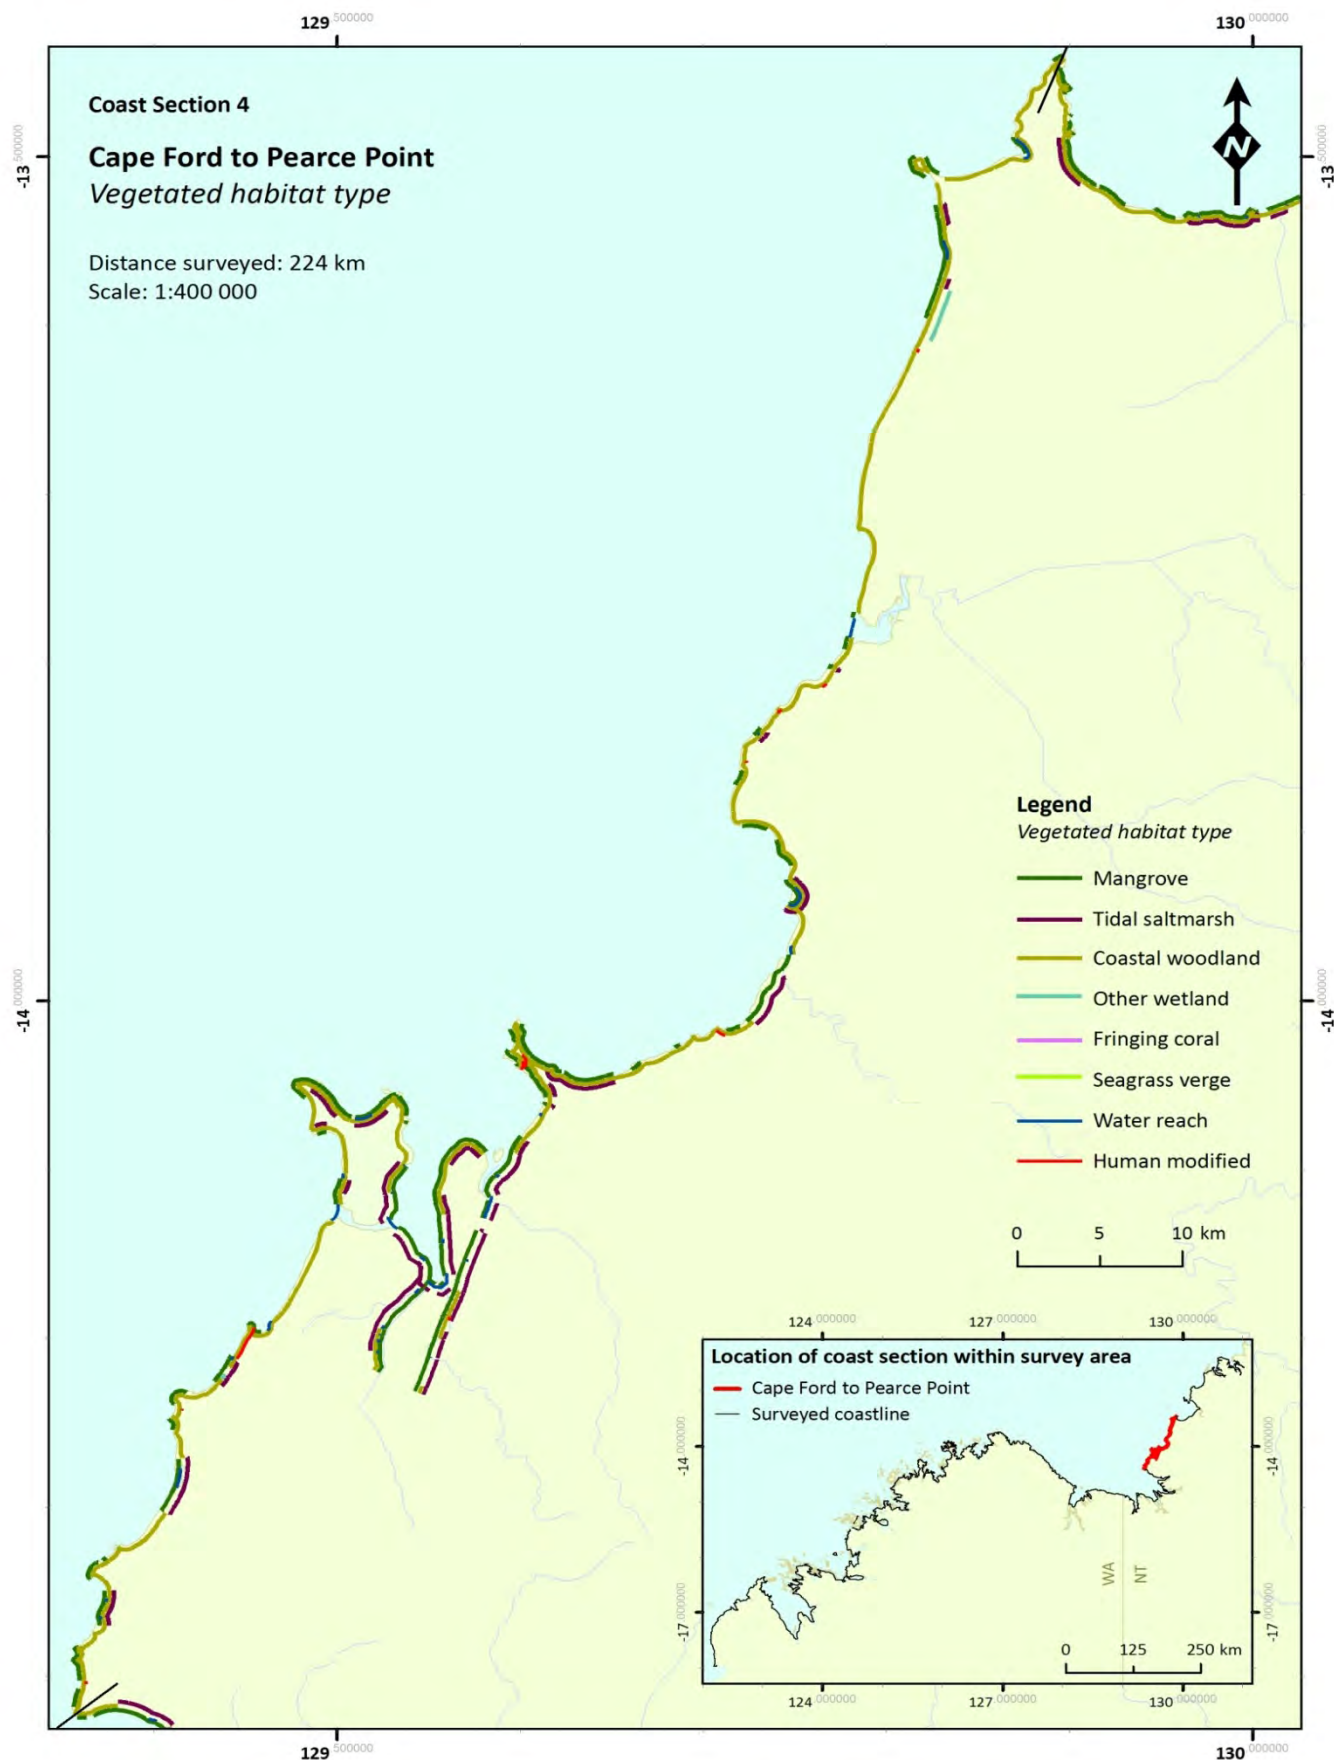 129.500000
130.000000
Coast Section 4
Cape Ford to Pearce Point
Vegetated habitat type
Distance surveyed: 224 km
Scale: 1:400 000
N
-13.500000
-13.500000
Legend
Vegetated habitat type
Mangrove
Tidal saltmarsh
Coastal woodland
Other wetland
Fringing coral
Seagrass verge
Water reach
Human modified
-14.000000
-14.000000
0 5 10 km
124.000000 127.000000 130.000000
Location of coast section within survey area
Cape Ford to Pearce Point
Surveyed coastline
-14.000000
-14.000000
WA
NT
-17.000000
-17.000000
0 125 250 km
124.000000 127.000000 130.000000
129.500000
130.000000